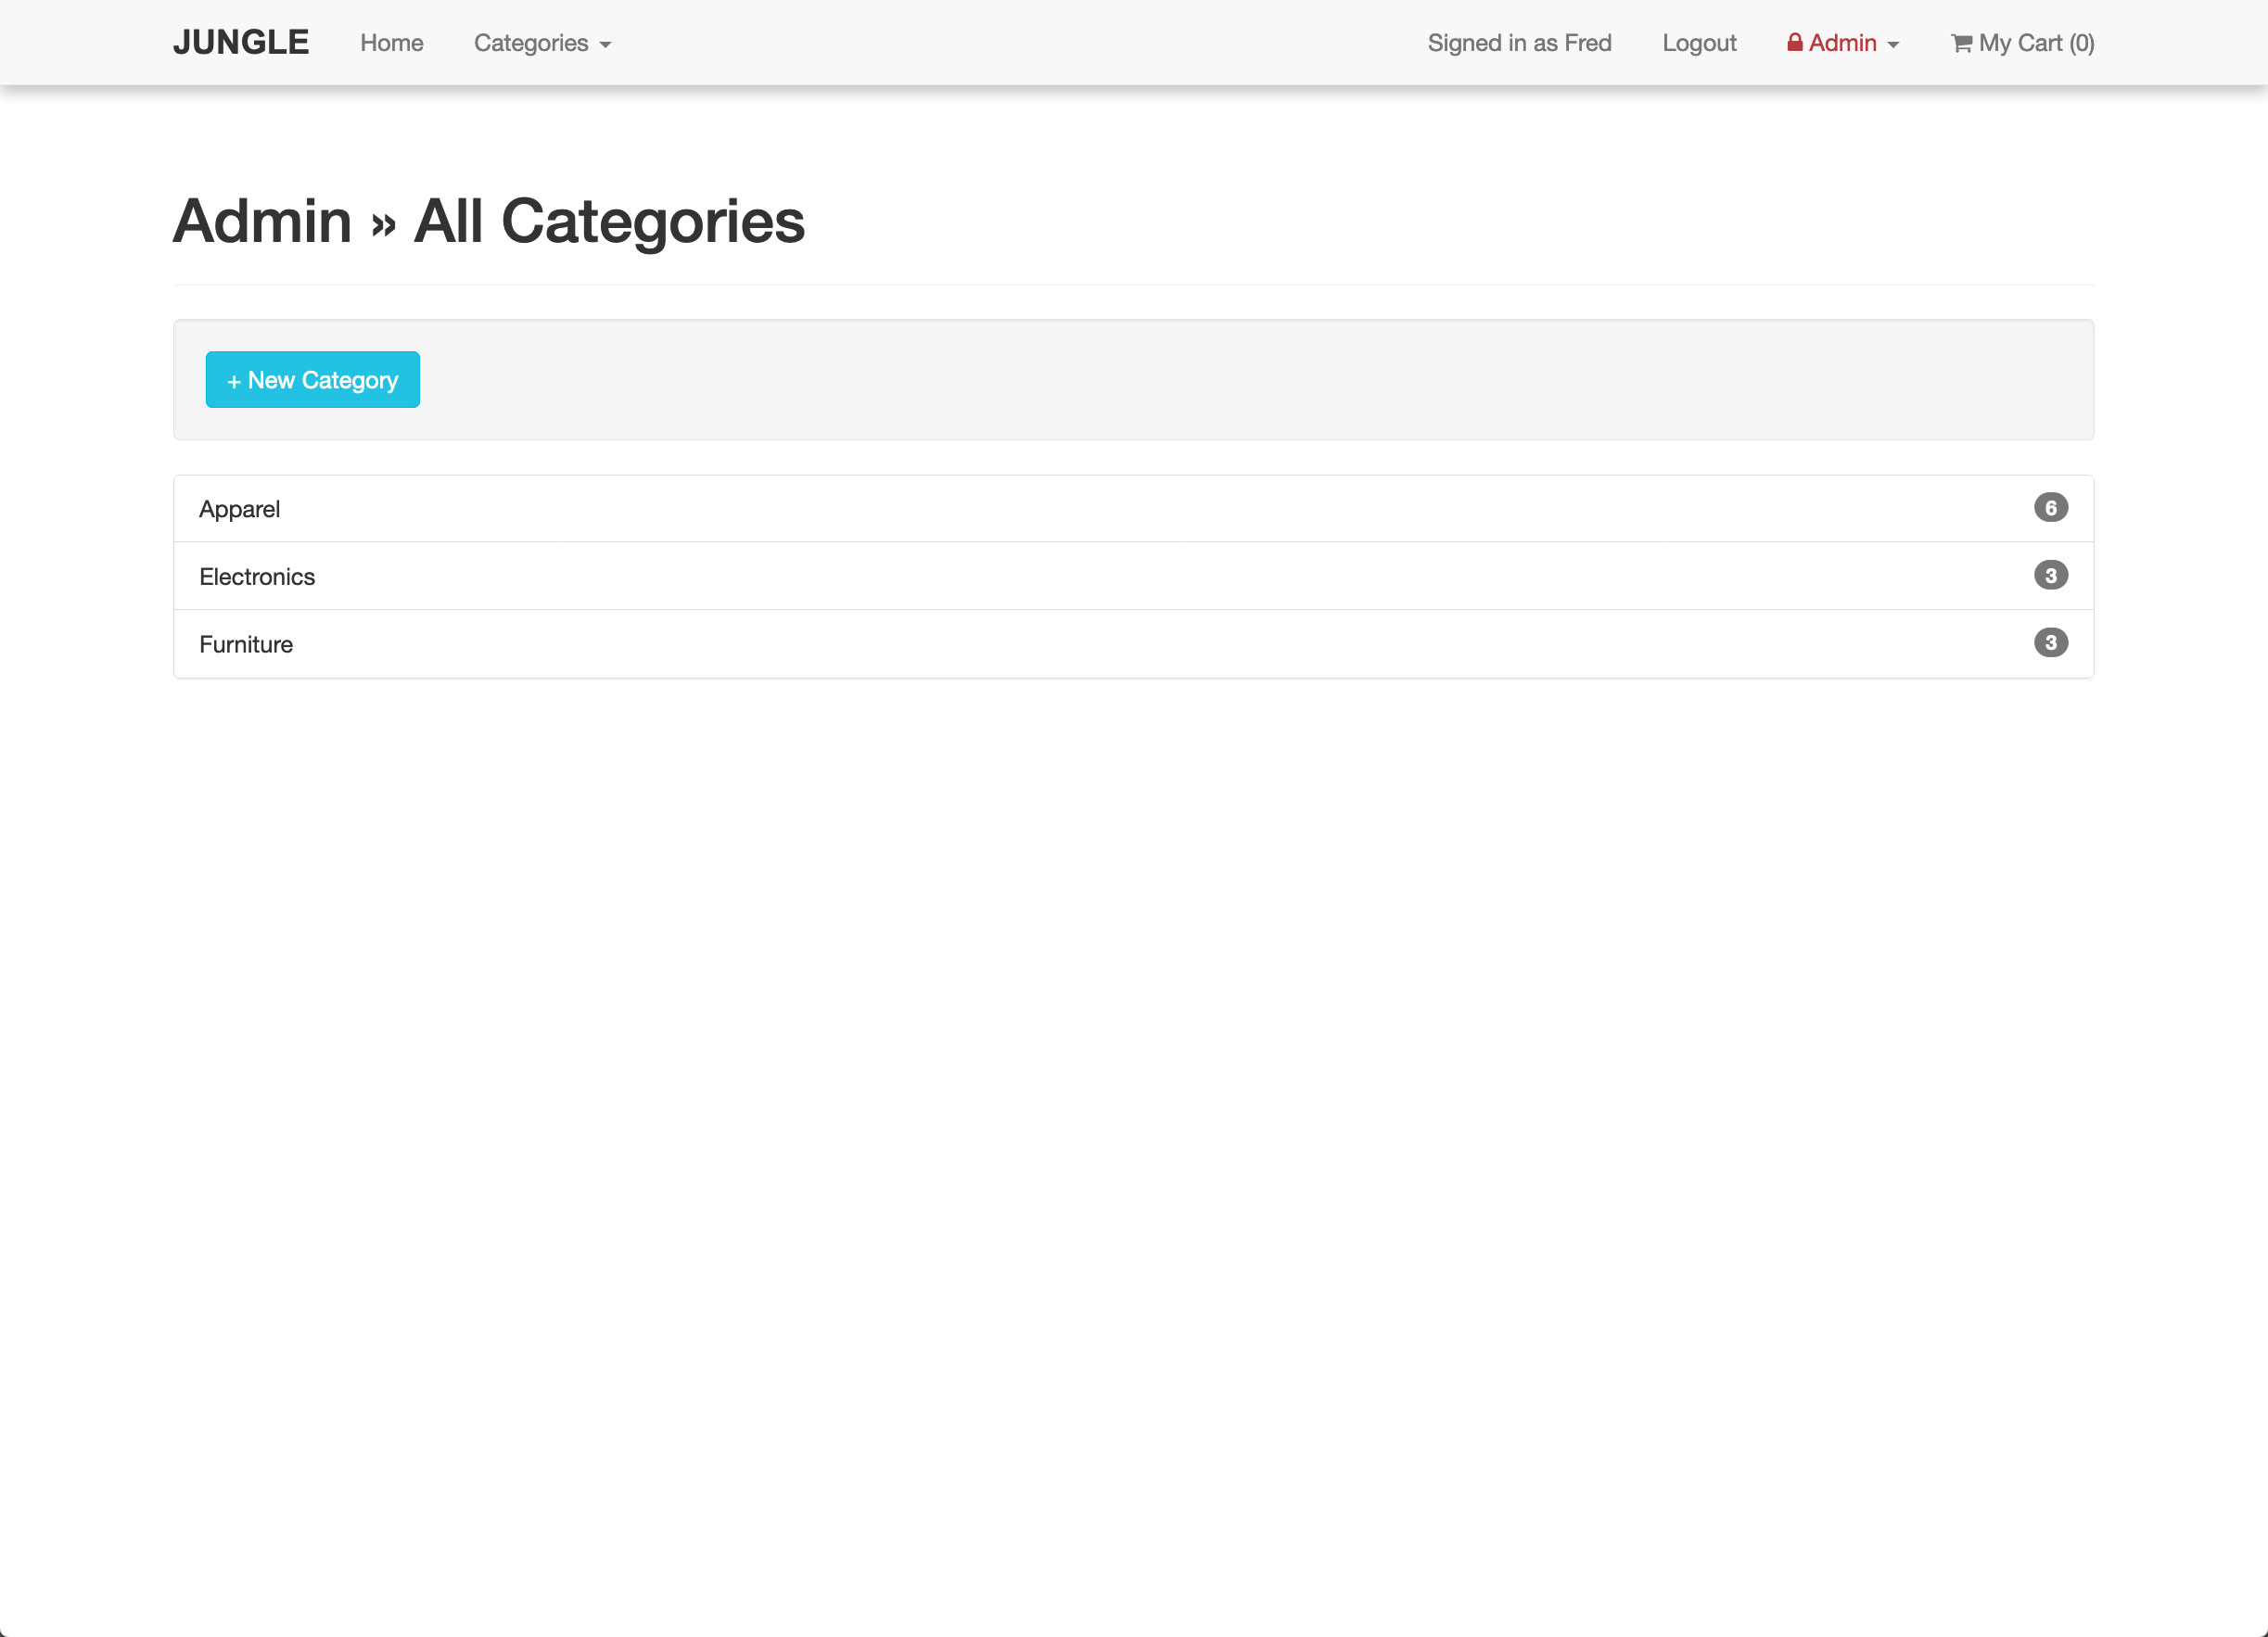 JUNGLE Home Categories Signed in as Fred Logout Admin My Cart (0)
Admin » All Categories
+ New Category
Apparel 6
Electronics 3
Furniture 3